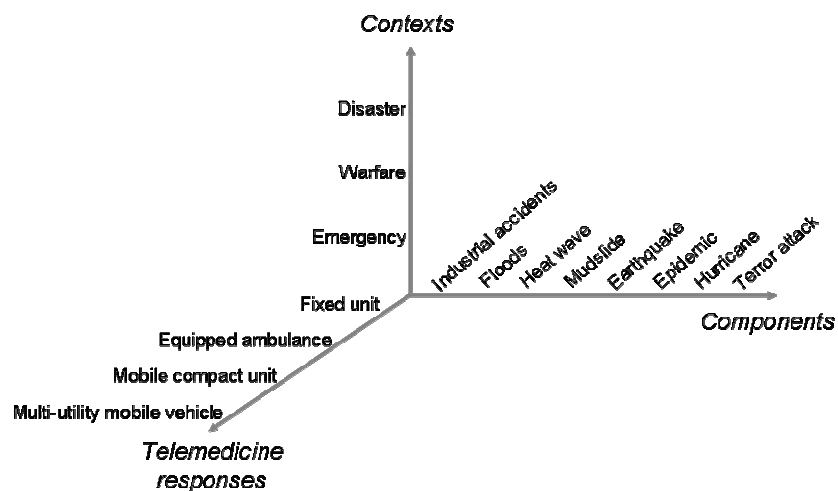 Contexts
Disaster
Warfare
Emergency
Industrial accidents
Floods
Heat wave
Mudslide
Earthquake
Epidemic
Hurricane
Terror attack
Components
Fixed unit
Equipped ambulance
Mobile compact unit
Multi-utility mobile vehicle
Telemedicine
responses